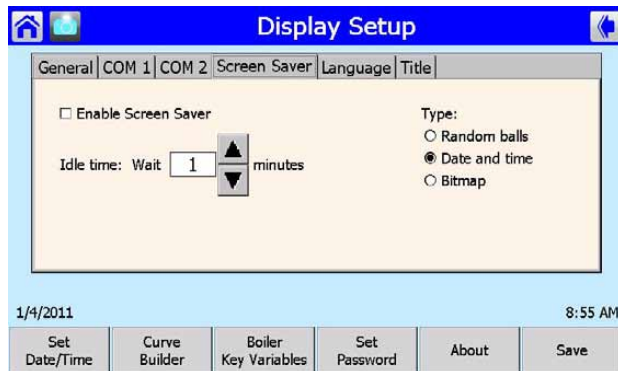 Display Setup
General COM 1 COM 2 Screen Saver Language Title
Enable Screen Saver
Type:
Random balls
Idle time: Wait 1 minutes
Date and time
Bitmap
1/4/2011
8:55 AM
Set Date/Time
Curve Builder
Boiler Key Variables
Set Password
About
Save